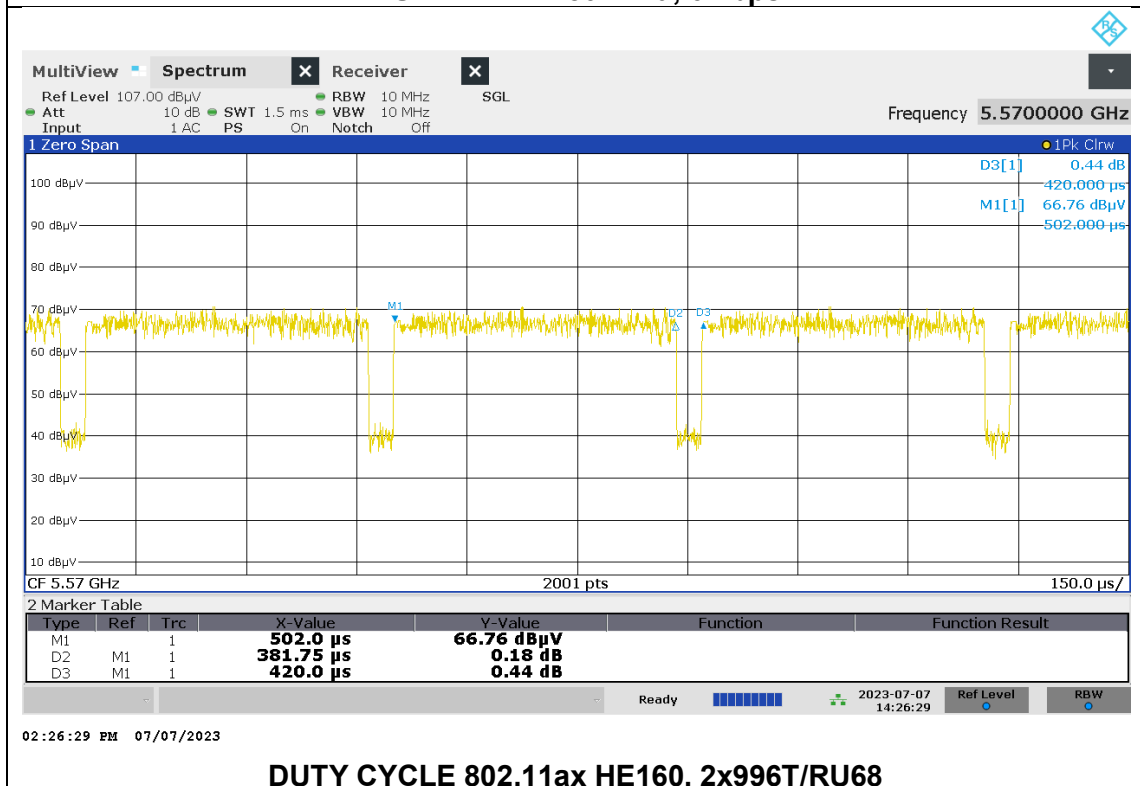 MultiView Spectrum X Receiver X
Ref Level 107.00 dBµV RBW 10 MHz SGL
Att 10 dB SWT 1.5 ms VBW 10 MHz
Input 1 AC PS On Notch Off
Frequency 5.5700000 GHz
1 Zero Span 1Pk Clrw
D3[1] 0.44 dB
420.000 µs
M1[1] 66.76 dBµV
502.000 µs
100 dBµV
90 dBµV
80 dBµV
70 dBµV
M1 D2 D3
60 dBµV
50 dBµV
40 dBµV
30 dBµV
20 dBµV
10 dBµV
CF 5.57 GHz 2001 pts 150.0 µs/
2 Marker Table
Type Ref Trc X-Value Y-Value Function Function Result
M1 1 502.0 µs 66.76 dBµV
D2 M1 1 381.75 µs 0.18 dB
D3 M1 1 420.0 µs 0.44 dB
Ready 2023-07-07 Ref Level RBW
14:26:29
02:26:29 PM 07/07/2023
DUTY CYCLE 802.11ax HE160, 2x996T/RU68